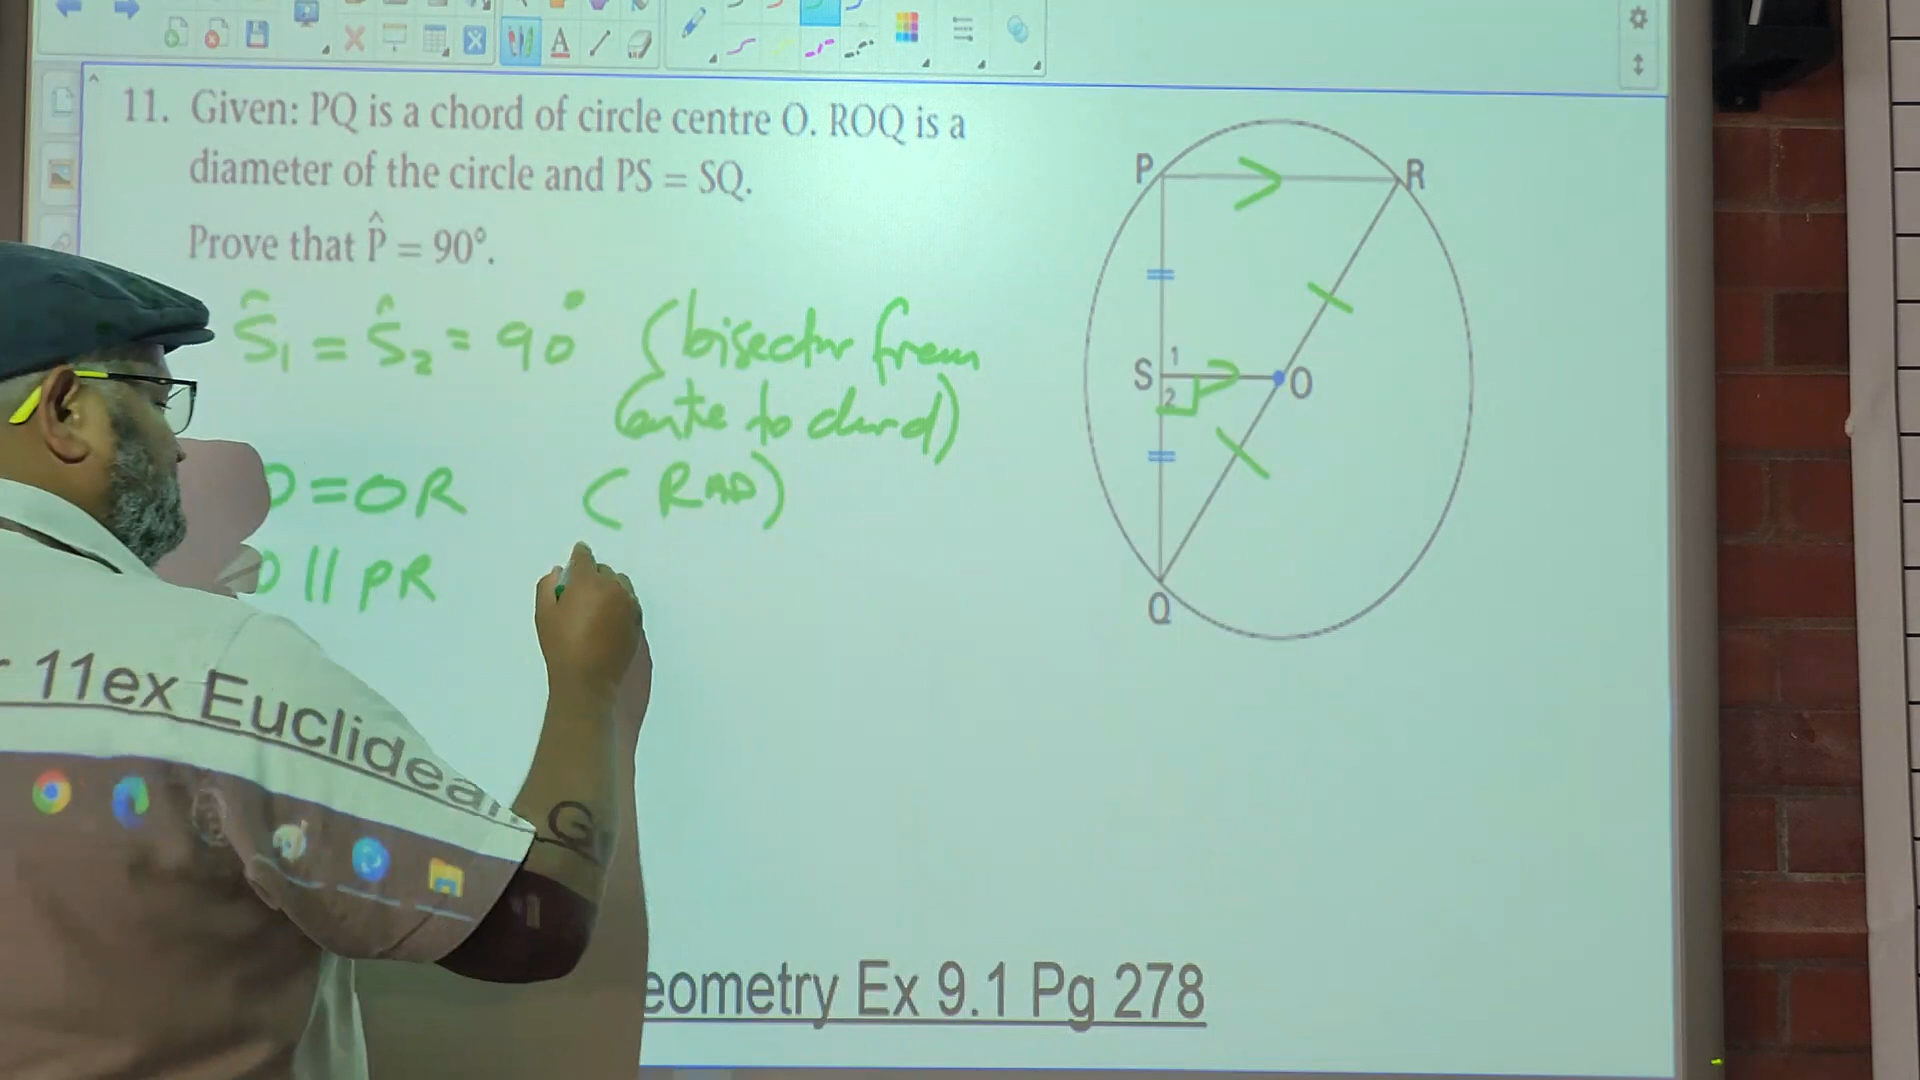 11. Given: PQ is a chord of circle centre O. ROQ is a
diameter of the circle and PS = SQ.
Prove that P̂ = 90°.
Ŝ1 = Ŝ2 = 90° (bisector from
centre to chord)
O = OR (RAD)
O || PR
P
R
S
1
2
O
Q
11ex Euclidean Geometry Ex 9.1 Pg 278